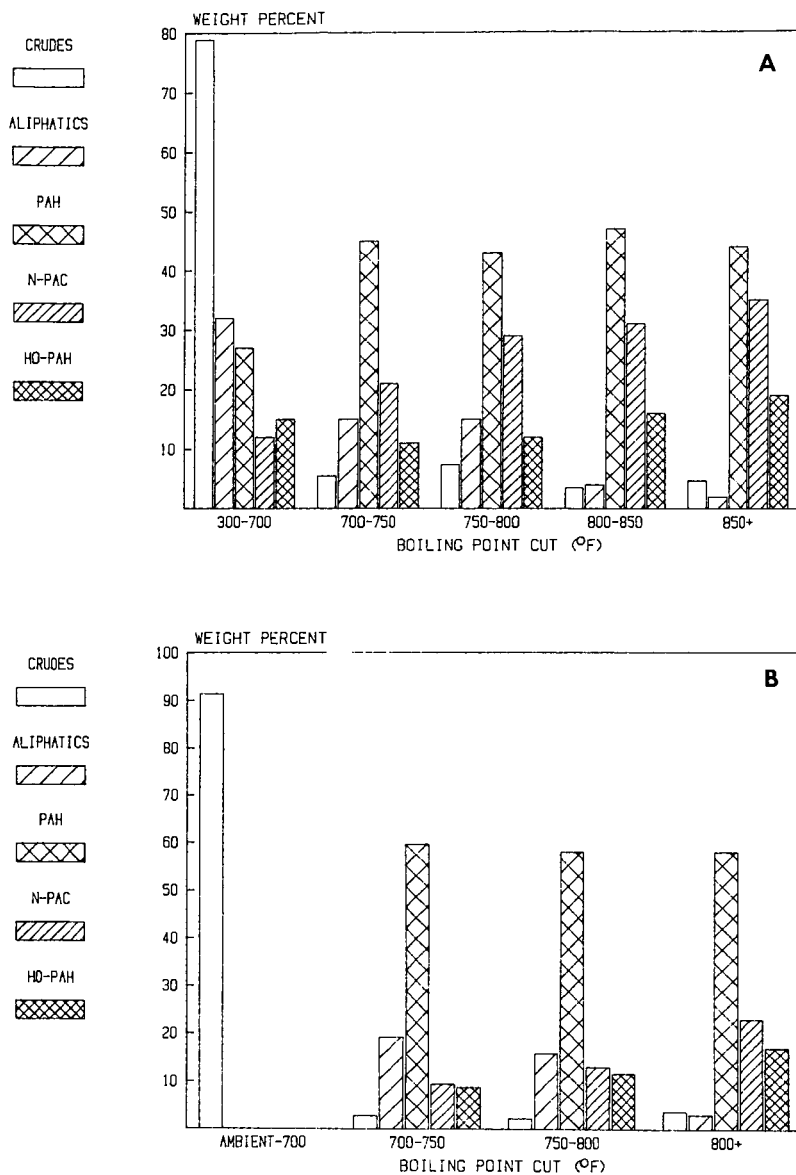 WEIGHT PERCENT
A
CRUDES
ALIPHATICS
PAH
N-PAC
HO-PAH
80
70
60
50
40
30
20
10
300-700
700-750
750-800
800-850
850+
BOILING POINT CUT (°F)
WEIGHT PERCENT
B
CRUDES
ALIPHATICS
PAH
N-PAC
HO-PAH
100
90
80
70
60
50
40
30
20
10
AMBIENT-700
700-750
750-800
800+
BOILING POINT CUT (°F)